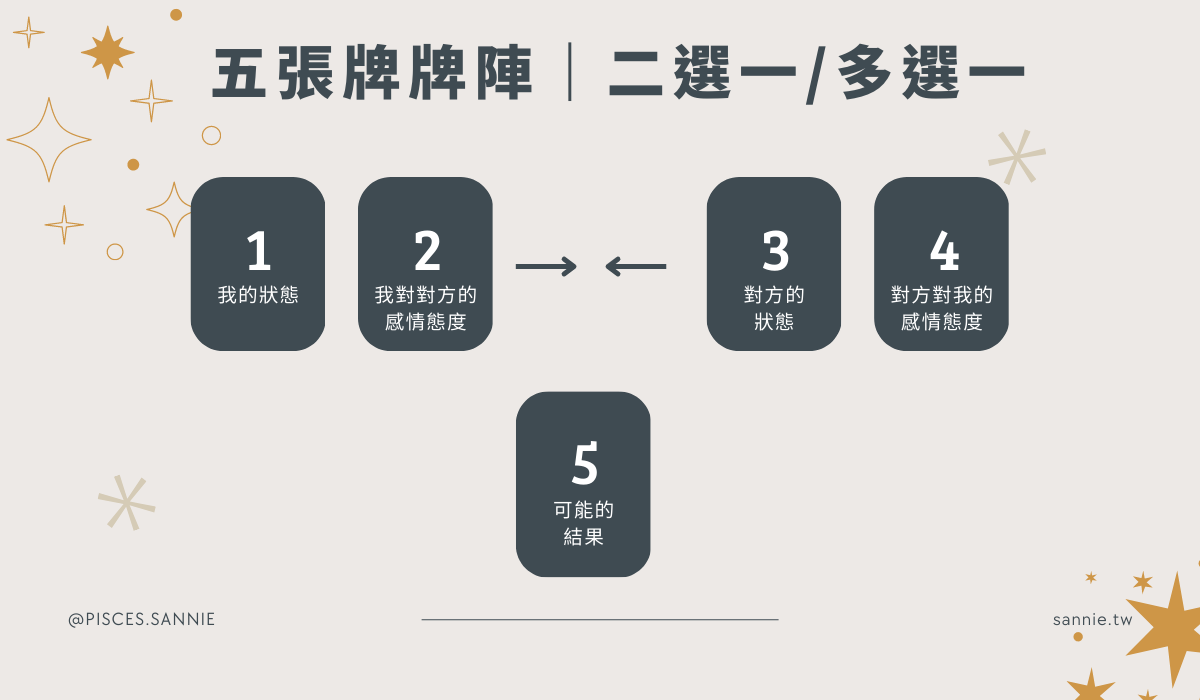 五張牌牌陣｜二選一/多選一
1
我的狀態
2
我對對方的
感情態度
3
對方的
狀態
4
對方對我的
感情態度
5
可能的
結果
@PISCES.SANNIE
sannie.tw